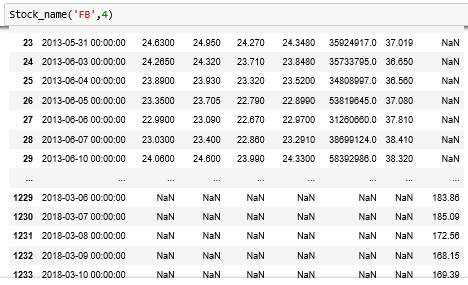 Stock_name('FB',4)
23 2013-05-31 00:00:00 24.6300 24.950 24.270 24.3480 35924917.0 37.019 NaN
24 2013-06-03 00:00:00 24.2650 24.320 23.710 23.8480 35733795.0 36.650 NaN
25 2013-06-04 00:00:00 23.8900 23.930 23.320 23.5200 34808997.0 36.560 NaN
26 2013-06-05 00:00:00 23.3500 23.705 22.790 22.8990 53819645.0 37.080 NaN
27 2013-06-06 00:00:00 22.9900 23.090 22.670 22.9700 31260660.0 37.810 NaN
28 2013-06-07 00:00:00 23.0300 23.400 22.860 23.2910 38699124.0 38.410 NaN
29 2013-06-10 00:00:00 24.0600 24.600 23.990 24.3300 58392986.0 38.320 NaN
... ... ... ... ... ... ... ... ...
1229 2018-03-06 00:00:00 NaN NaN NaN NaN NaN NaN 183.86
1230 2018-03-07 00:00:00 NaN NaN NaN NaN NaN NaN 185.09
1231 2018-03-08 00:00:00 NaN NaN NaN NaN NaN NaN 172.56
1232 2018-03-09 00:00:00 NaN NaN NaN NaN NaN NaN 168.15
1233 2018-03-10 00:00:00 NaN NaN NaN NaN NaN NaN 169.39